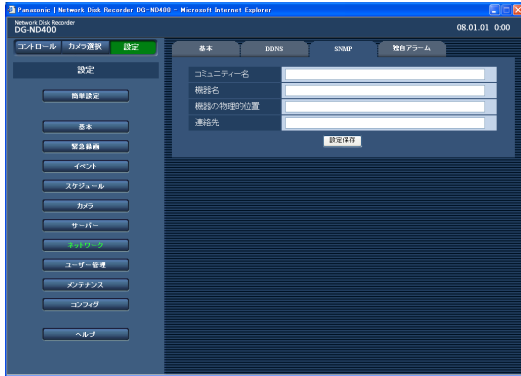 Panasonic | Network Disk Recorder DG-ND400 - Microsoft Internet Explorer
Network Disk Recorder
DG-ND400
08.01.01 0:00
コントロール カメラ選択 設定
基本 DDNS SNMP 独自アラーム
設定
簡単設定
基本
緊急録画
イベント
スケジュール
カメラ
サーバー
ネットワーク
ユーザー管理
メンテナンス
コンフィグ
ヘルプ
コミュニティー名
機器名
機器の物理的位置
連絡先
設定保存